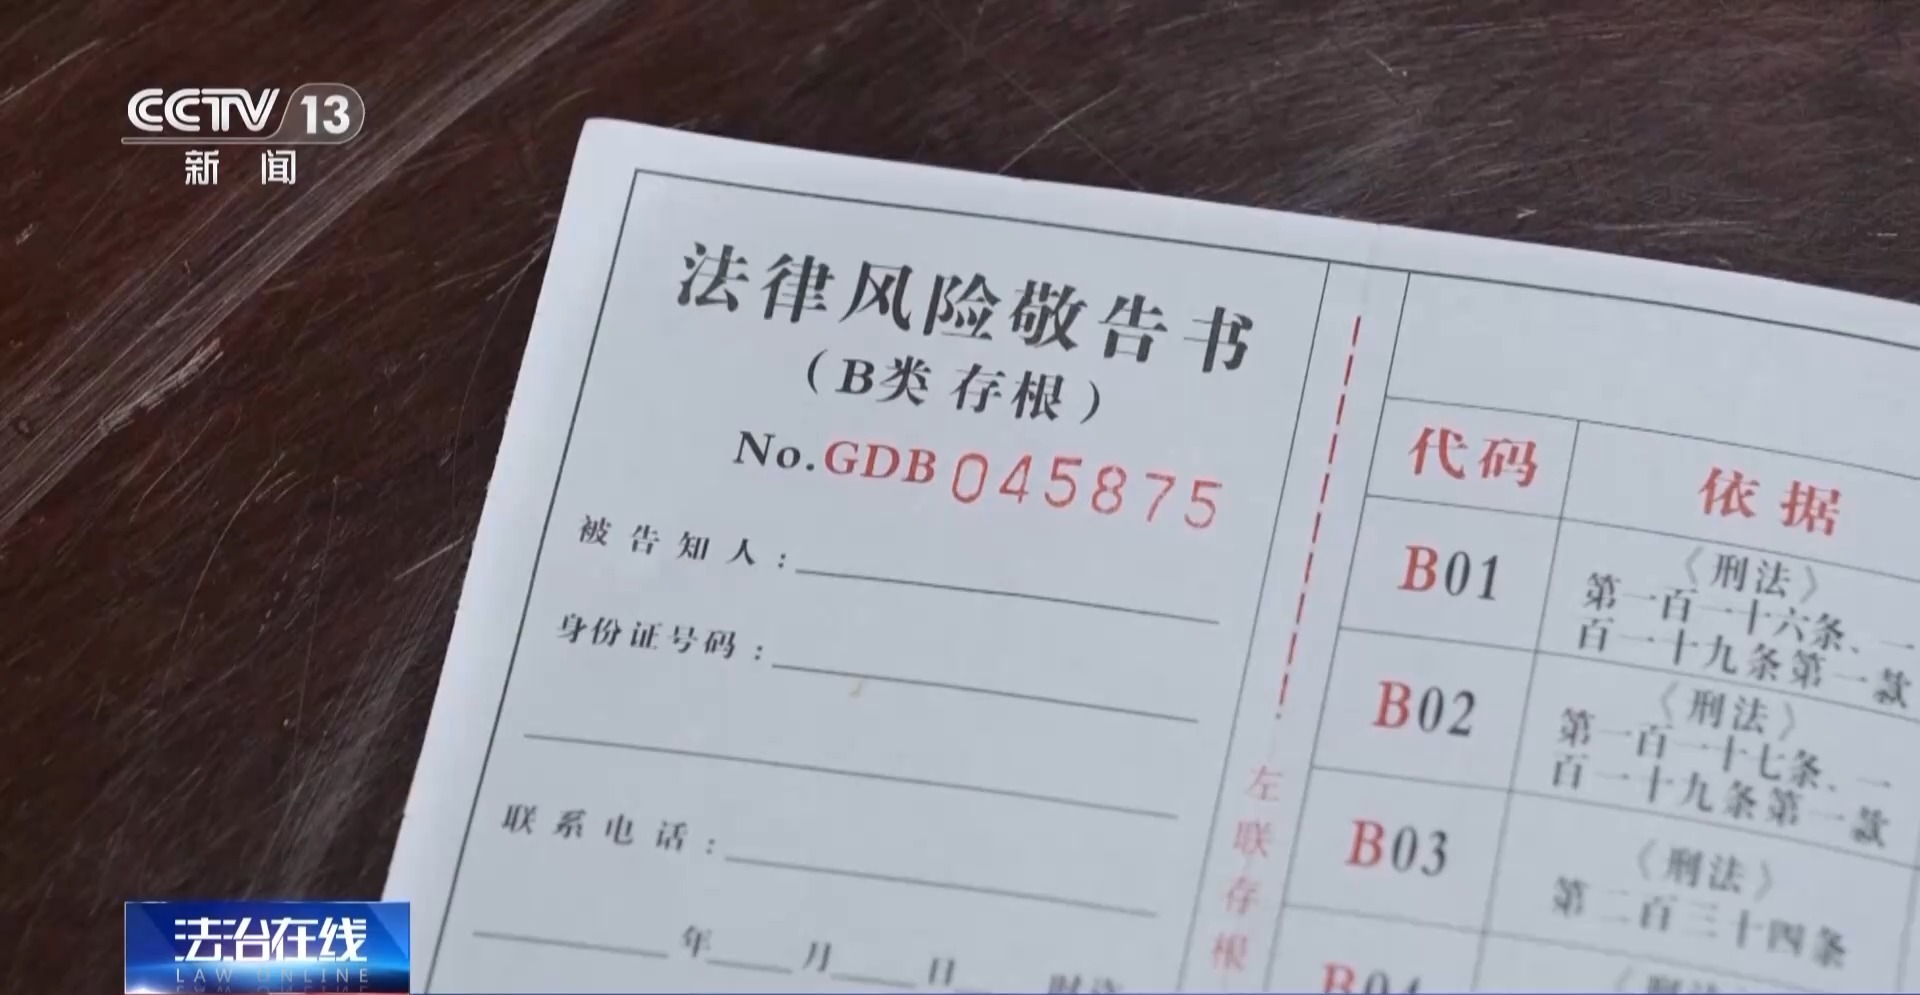 CCTV 13
新闻
法律风险敬告书
（B类 存根）
No.GDB045875
被告知人：
身份证号码：
联系电话：
年 月 日
左联存根
代码
依据
B01
《刑法》
第一百一十六条、一
百一十九条第一款
B02
《刑法》
第一百一十七条、一
百一十九条第一款
B03
《刑法》
第二百三十四条
B04
《刑法》
法治在线
LAW ONLINE